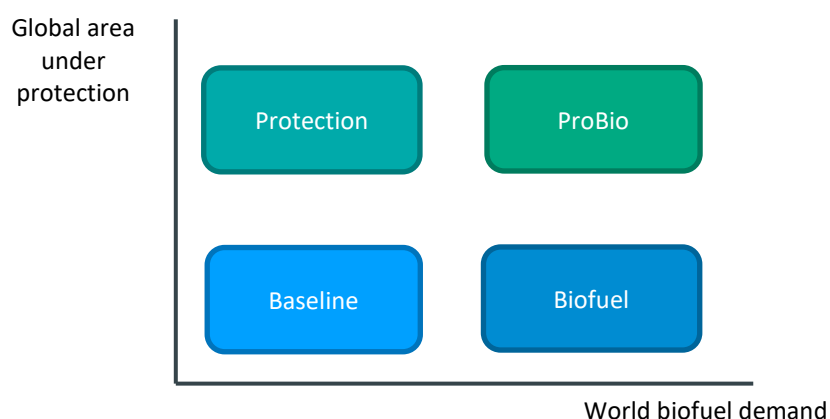 Global area
under
protection
Protection
ProBio
Baseline
Biofuel
World biofuel demand